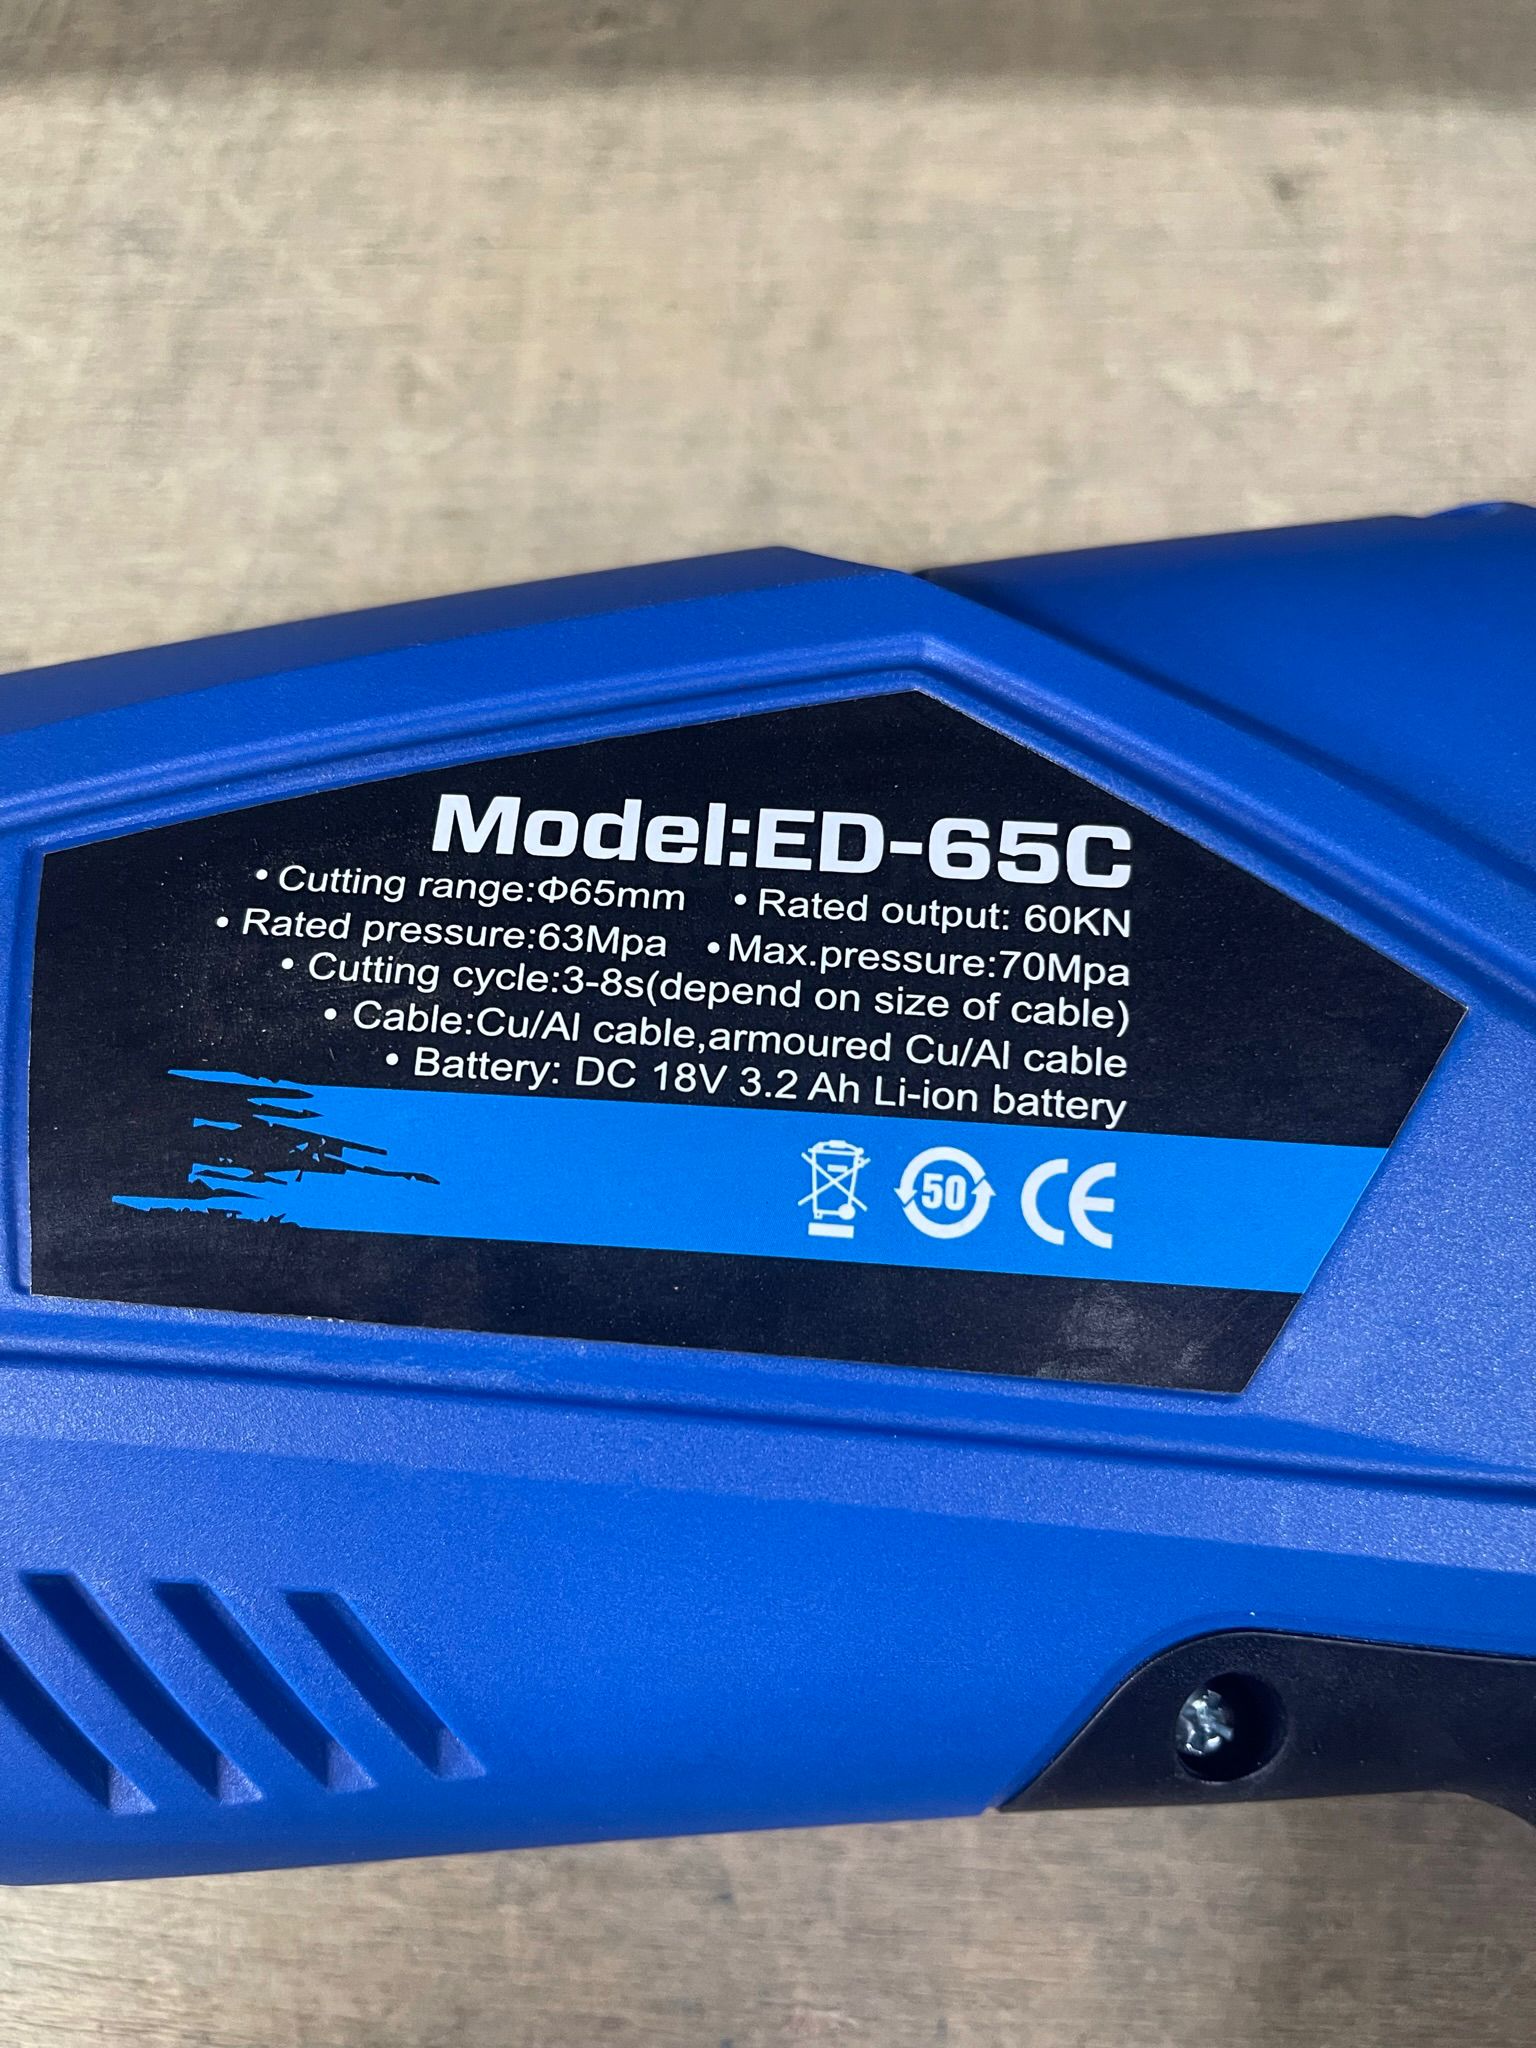 Model:ED-65C
• Cutting range:Φ65mm • Rated output: 60KN
• Rated pressure:63Mpa • Max.pressure:70Mpa
• Cutting cycle:3-8s(depend on size of cable)
• Cable:Cu/Al cable,armoured Cu/Al cable
• Battery: DC 18V 3.2 Ah Li-ion battery
50 CE